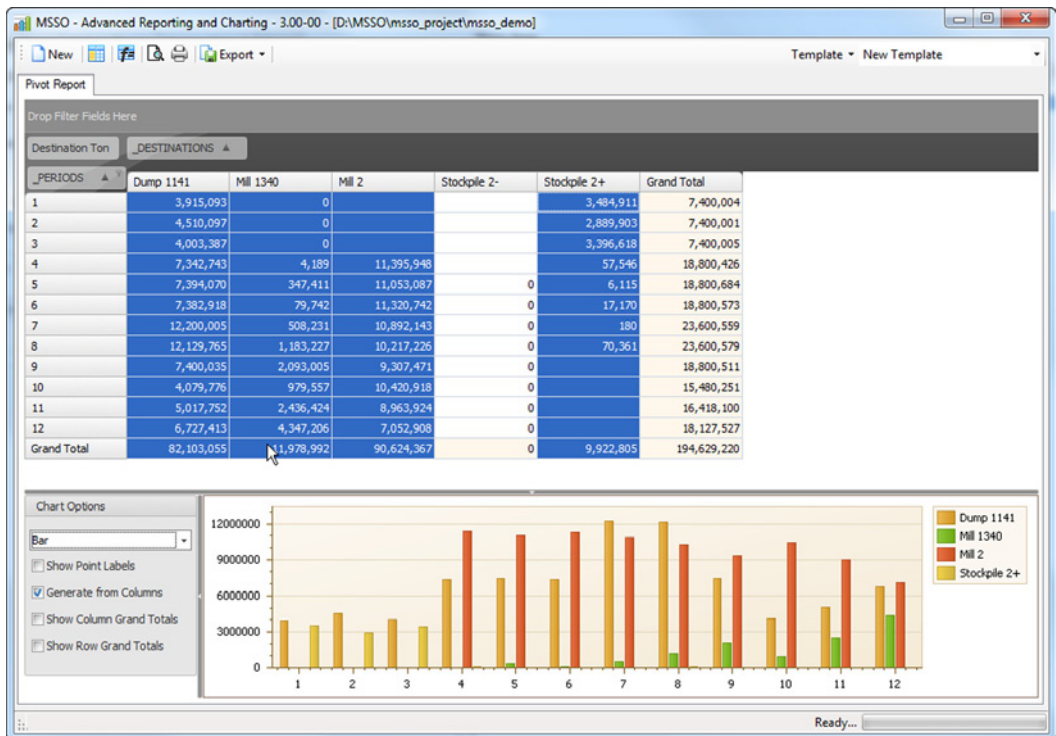 MSSO - Advanced Reporting and Charting - 3.00-00 - [D:\MSSO\msso_project\msso_demo]
New Export Template New Template
Pivot Report
Drop Filter Fields Here
Destination Ton _DESTINATIONS
_PERIODS Dump 1141 Mill 1340 Mill 2 Stockpile 2- Stockpile 2+ Grand Total
1 3,915,093 0 3,484,911 7,400,004
2 4,510,097 0 2,889,903 7,400,001
3 4,003,387 0 3,396,618 7,400,005
4 7,342,743 4,189 11,395,948 57,546 18,800,426
5 7,394,070 347,411 11,053,087 0 6,115 18,800,684
6 7,382,918 79,742 11,320,742 0 17,170 18,800,573
7 12,200,005 508,231 10,892,143 0 180 23,600,559
8 12,129,765 1,183,227 10,217,226 0 70,361 23,600,579
9 7,400,035 2,093,005 9,307,471 0 18,800,511
10 4,079,776 979,557 10,420,918 0 15,480,251
11 5,017,752 2,436,424 8,963,924 0 16,418,100
12 6,727,413 4,347,206 7,052,908 0 18,127,527
Grand Total 82,103,055 11,978,992 90,624,367 0 9,922,805 194,629,220
Chart Options
Bar
Show Point Labels
Generate from Columns
Show Column Grand Totals
Show Row Grand Totals
12000000
9000000
6000000
3000000
0
1 2 3 4 5 6 7 8 9 10 11 12
Dump 1141
Mill 1340
Mill 2
Stockpile 2+
Ready...